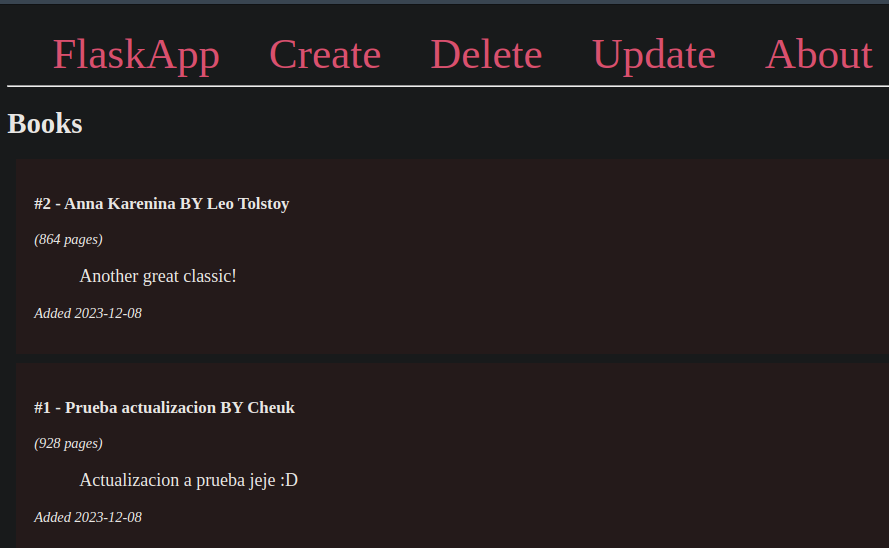 FlaskApp Create Delete Update About
Books
#2 - Anna Karenina BY Leo Tolstoy
(864 pages)
Another great classic!
Added 2023-12-08
#1 - Prueba actualizacion BY Cheuk
(928 pages)
Actualizacion a prueba jeje :D
Added 2023-12-08